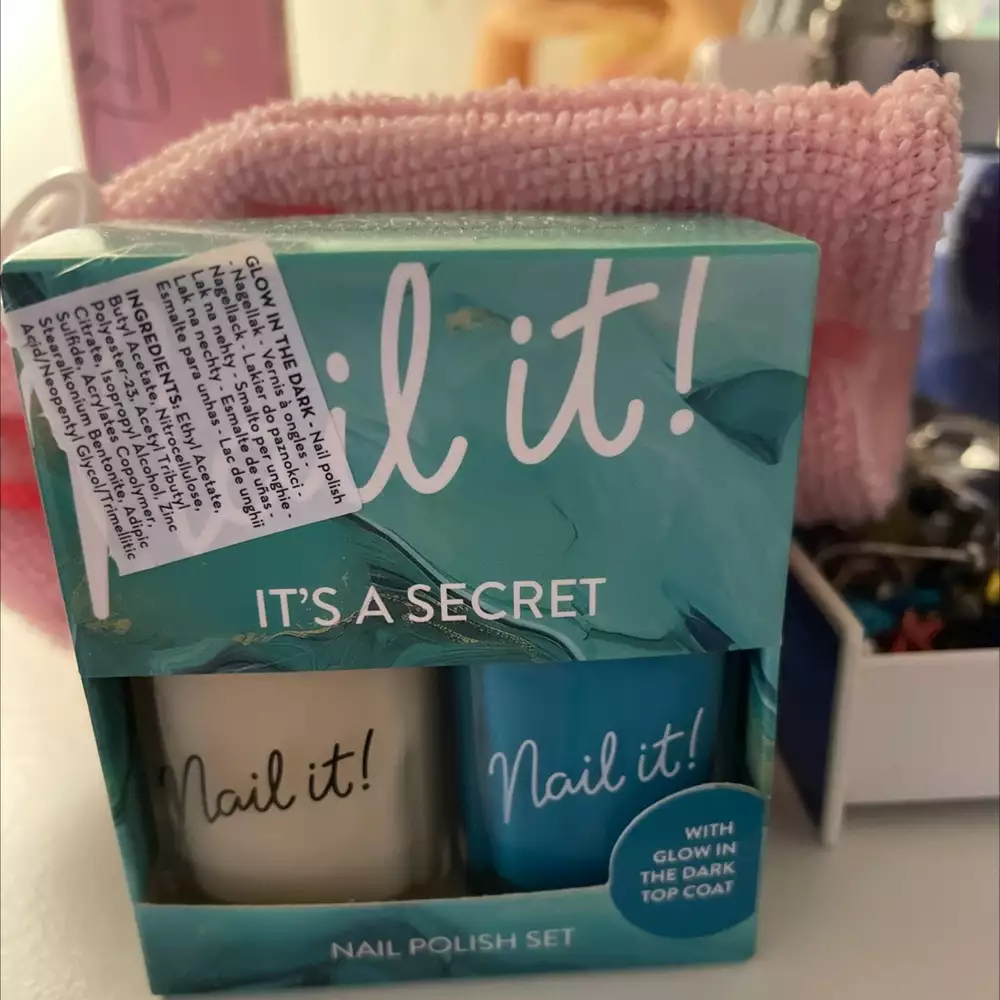 Nail it!
IT'S A SECRET
GLOW IN THE DARK - Nail polish
- Nagellak - Vernis à ongles -
Nagellack - Lakier do paznokci -
Lak na nehty - Smalto per unghie -
Lak na nechty - Esmalte de uñas -
Esmalte para unhas - Lac de unghii
INGREDIENTS: Ethyl Acetate,
Butyl Acetate, Nitrocellulose,
Polyester-23, Acetyl Tributyl
Citrate, Isopropyl Alcohol, Zinc
Sulfide, Acrylates Copolymer,
Stearalkonium Bentonite, Adipic
Acid/Neopentyl Glycol/Trimellitic
Nail it!
Nail it!
WITH
GLOW IN
THE DARK
TOP COAT
NAIL POLISH SET